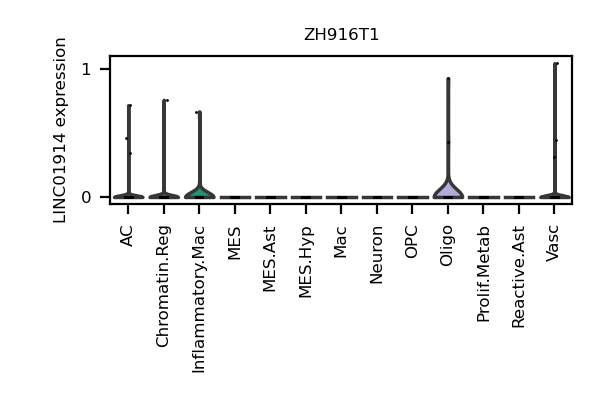 ZH916T1
LINC01914 expression
1
0
AC
Chromatin.Reg
Inflammatory.Mac
MES
MES.Ast
MES.Hyp
Mac
Neuron
OPC
Oligo
Prolif.Metab
Reactive.Ast
Vasc